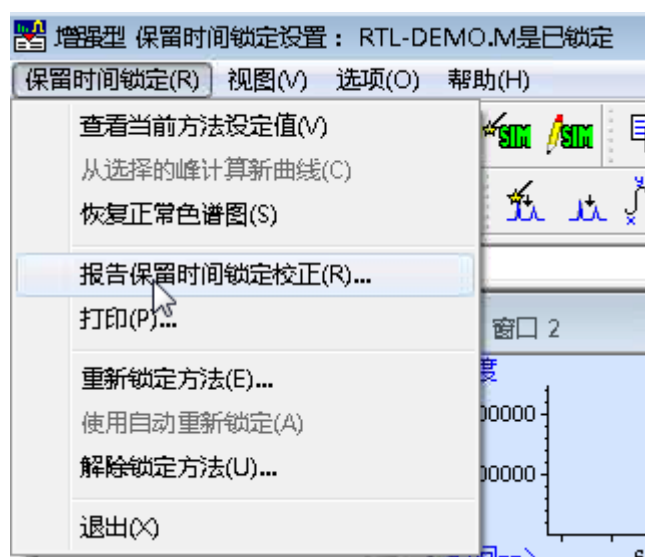 增强型 保留时间锁定设置： RTL-DEMO.M是已锁定
保留时间锁定(R) 视图(V) 选项(O) 帮助(H)
查看当前方法设定值(V)
SIM SIM
从选择的峰计算新曲线(C)
恢复正常色谱图(S)
报告保留时间锁定校正(R)...
打印(P)...
窗口 2
重新锁定方法(E)...
度
使用自动重新锁定(A)
00000
解除锁定方法(U)...
00000
退出(X)